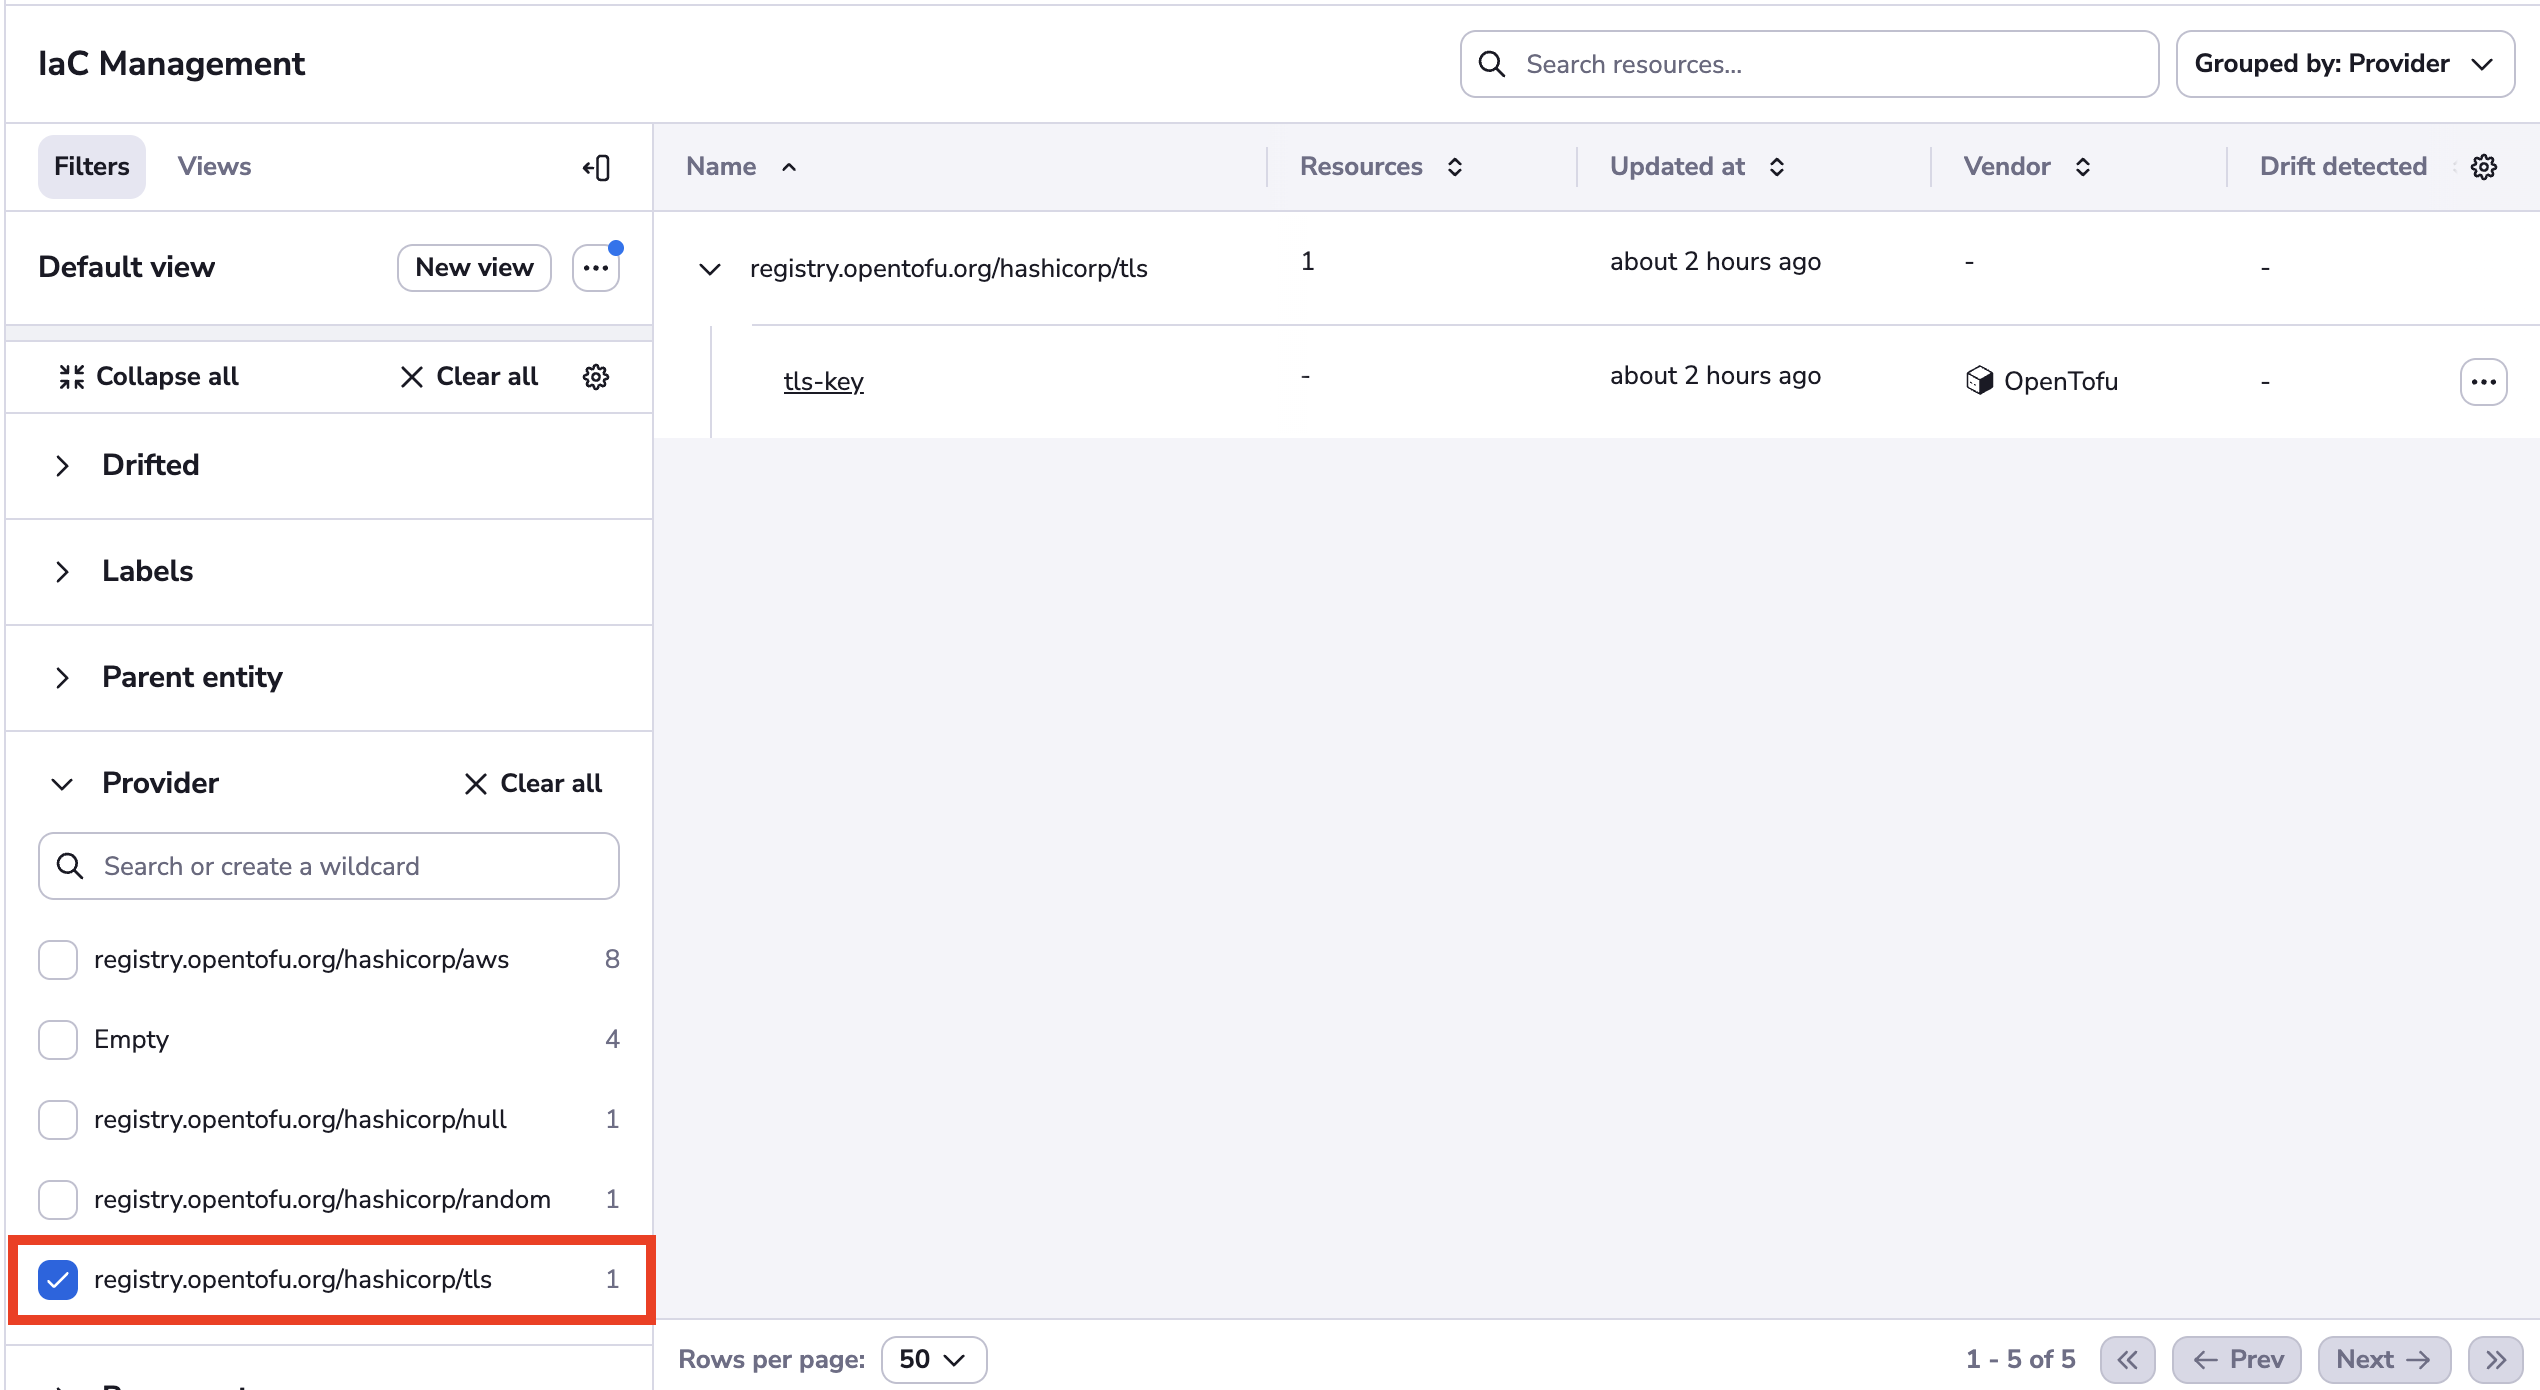 IaC Management
Search resources...
Grouped by: Provider
Filters Views
Name Resources Updated at Vendor Drift detected
Default view New view
registry.opentofu.org/hashicorp/tls 1 about 2 hours ago - -
Collapse all Clear all
tls-key - about 2 hours ago OpenTofu -
Drifted
Labels
Parent entity
Provider Clear all
Search or create a wildcard
registry.opentofu.org/hashicorp/aws 8
Empty 4
registry.opentofu.org/hashicorp/null 1
registry.opentofu.org/hashicorp/random 1
registry.opentofu.org/hashicorp/tls 1
Rows per page: 50 1 - 5 of 5 Prev Next